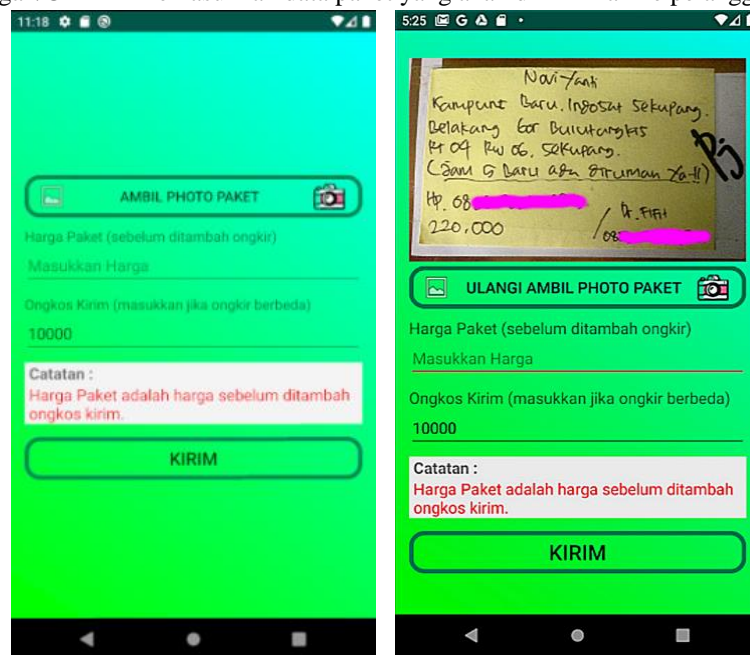 11:18
AMBIL PHOTO PAKET
Harga Paket (sebelum ditambah ongkir)
Masukkan Harga
Ongkos Kirim (masukkan jika ongkir berbeda)
10000
Catatan :
Harga Paket adalah harga sebelum ditambah
ongkos kirim.
KIRIM
5:25
Novi Yanti
Kampunt Baru. Indosat Sekupang.
Belakang Gor Bulutangkis
Rt 04 Rw 06. Sekupang.
(Jam 5 Baru ada dirumah Yanti)
Hp. 08
220.000
08
ULANGI AMBIL PHOTO PAKET
Harga Paket (sebelum ditambah ongkir)
Masukkan Harga
Ongkos Kirim (masukkan jika ongkir berbeda)
10000
Catatan :
Harga Paket adalah harga sebelum ditambah
ongkos kirim.
KIRIM